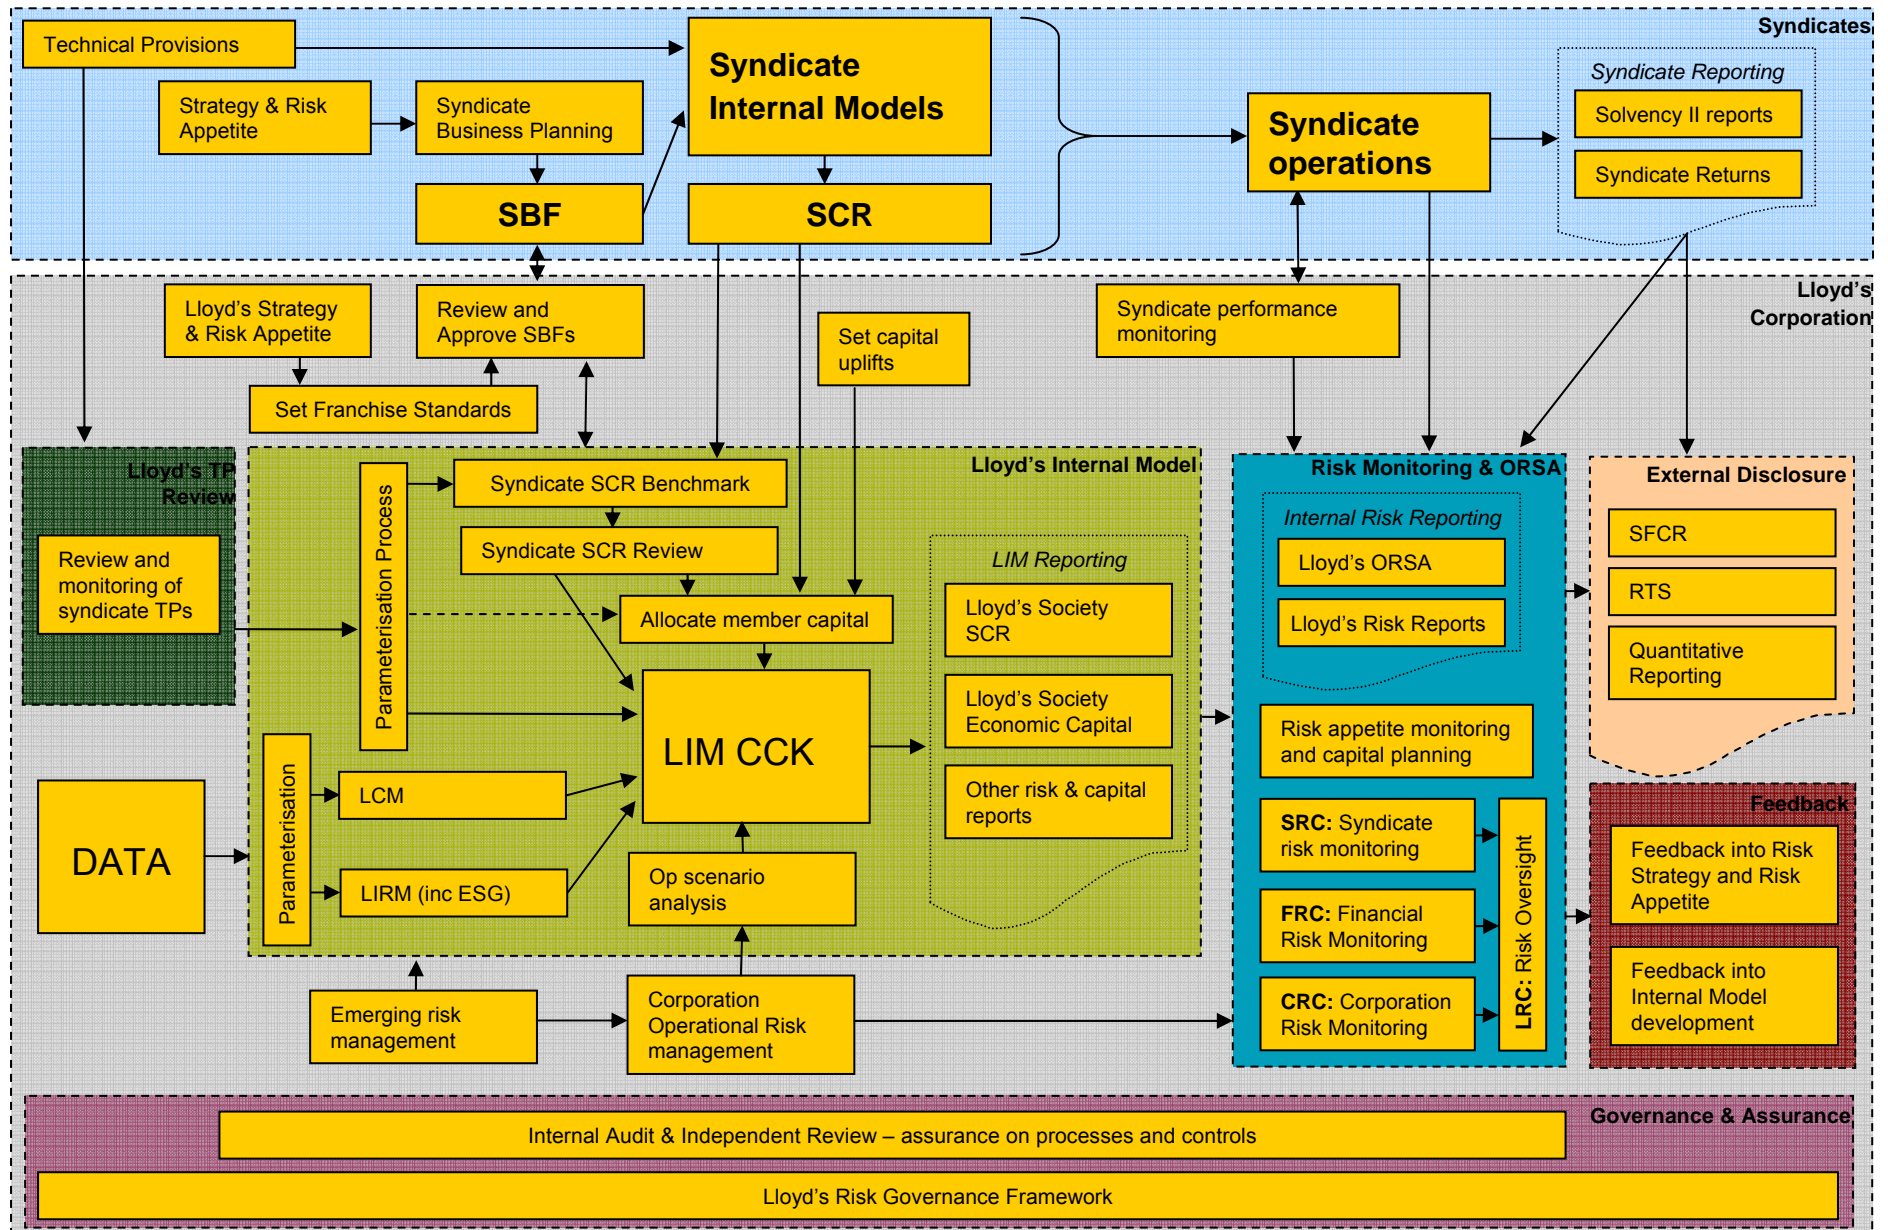 Syndicates
Technical Provisions
Strategy & Risk
Appetite
Syndicate
Business Planning
SBF
Syndicate
Internal Models
SCR
Syndicate
operations
Syndicate Reporting
Solvency II reports
Syndicate Returns
Lloyd's
Corporation
Lloyd's Strategy
& Risk Appetite
Review and
Approve SBFs
Set Franchise Standards
Set capital
uplifts
Syndicate performance
monitoring
Lloyd's TP
Review
Review and
monitoring of
syndicate TPs
Lloyd's Internal Model
Parameterisation Process
Syndicate SCR Benchmark
Syndicate SCR Review
Allocate member capital
LIM CCK
LIM Reporting
Lloyd's Society
SCR
Lloyd's Society
Economic Capital
Other risk & capital
reports
DATA
Parameterisation
LCM
LIRM (inc ESG)
Op scenario
analysis
Emerging risk
management
Corporation
Operational Risk
management
Risk Monitoring & ORSA
Internal Risk Reporting
Lloyd's ORSA
Lloyd's Risk Reports
Risk appetite monitoring
and capital planning
SRC: Syndicate
risk monitoring
FRC: Financial
Risk Monitoring
CRC: Corporation
Risk Monitoring
LRC: Risk Oversight
External Disclosure
SFCR
RTS
Quantitative
Reporting
Feedback
Feedback into Risk
Strategy and Risk
Appetite
Feedback into
Internal Model
development
Governance & Assurance
Internal Audit & Independent Review – assurance on processes and controls
Lloyd's Risk Governance Framework